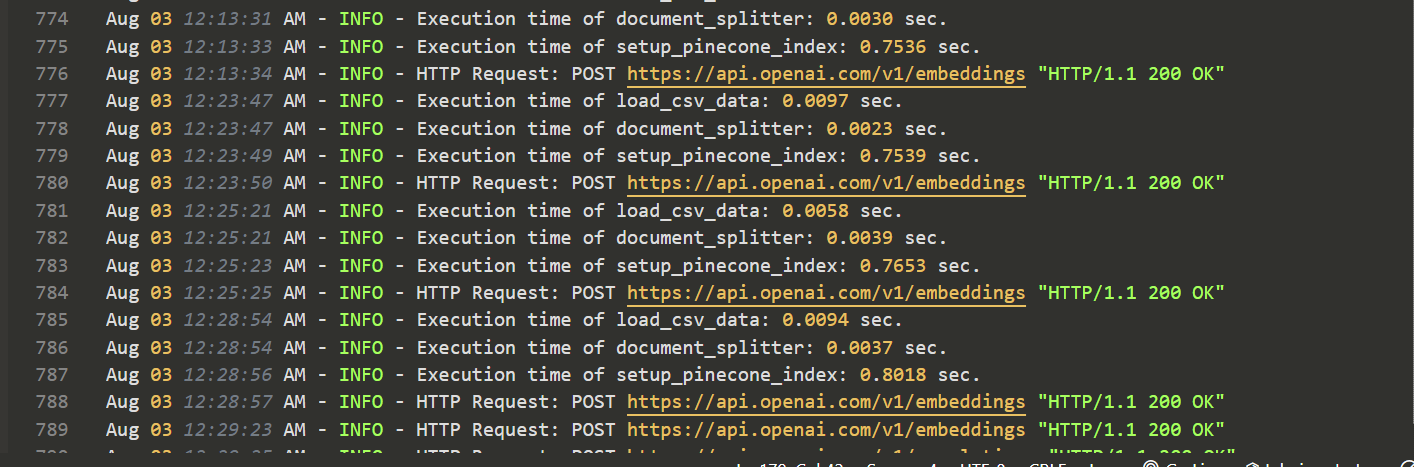 774 Aug 03 12:13:31 AM - INFO - Execution time of document_splitter: 0.0030 sec.
775 Aug 03 12:13:33 AM - INFO - Execution time of setup_pinecone_index: 0.7536 sec.
776 Aug 03 12:13:34 AM - INFO - HTTP Request: POST https://api.openai.com/v1/embeddings "HTTP/1.1 200 OK"
777 Aug 03 12:23:47 AM - INFO - Execution time of load_csv_data: 0.0097 sec.
778 Aug 03 12:23:47 AM - INFO - Execution time of document_splitter: 0.0023 sec.
779 Aug 03 12:23:49 AM - INFO - Execution time of setup_pinecone_index: 0.7539 sec.
780 Aug 03 12:23:50 AM - INFO - HTTP Request: POST https://api.openai.com/v1/embeddings "HTTP/1.1 200 OK"
781 Aug 03 12:25:21 AM - INFO - Execution time of load_csv_data: 0.0058 sec.
782 Aug 03 12:25:21 AM - INFO - Execution time of document_splitter: 0.0039 sec.
783 Aug 03 12:25:23 AM - INFO - Execution time of setup_pinecone_index: 0.7653 sec.
784 Aug 03 12:25:25 AM - INFO - HTTP Request: POST https://api.openai.com/v1/embeddings "HTTP/1.1 200 OK"
785 Aug 03 12:28:54 AM - INFO - Execution time of load_csv_data: 0.0094 sec.
786 Aug 03 12:28:54 AM - INFO - Execution time of document_splitter: 0.0037 sec.
787 Aug 03 12:28:56 AM - INFO - Execution time of setup_pinecone_index: 0.8018 sec.
788 Aug 03 12:28:57 AM - INFO - HTTP Request: POST https://api.openai.com/v1/embeddings "HTTP/1.1 200 OK"
789 Aug 03 12:29:23 AM - INFO - HTTP Request: POST https://api.openai.com/v1/embeddings "HTTP/1.1 200 OK"